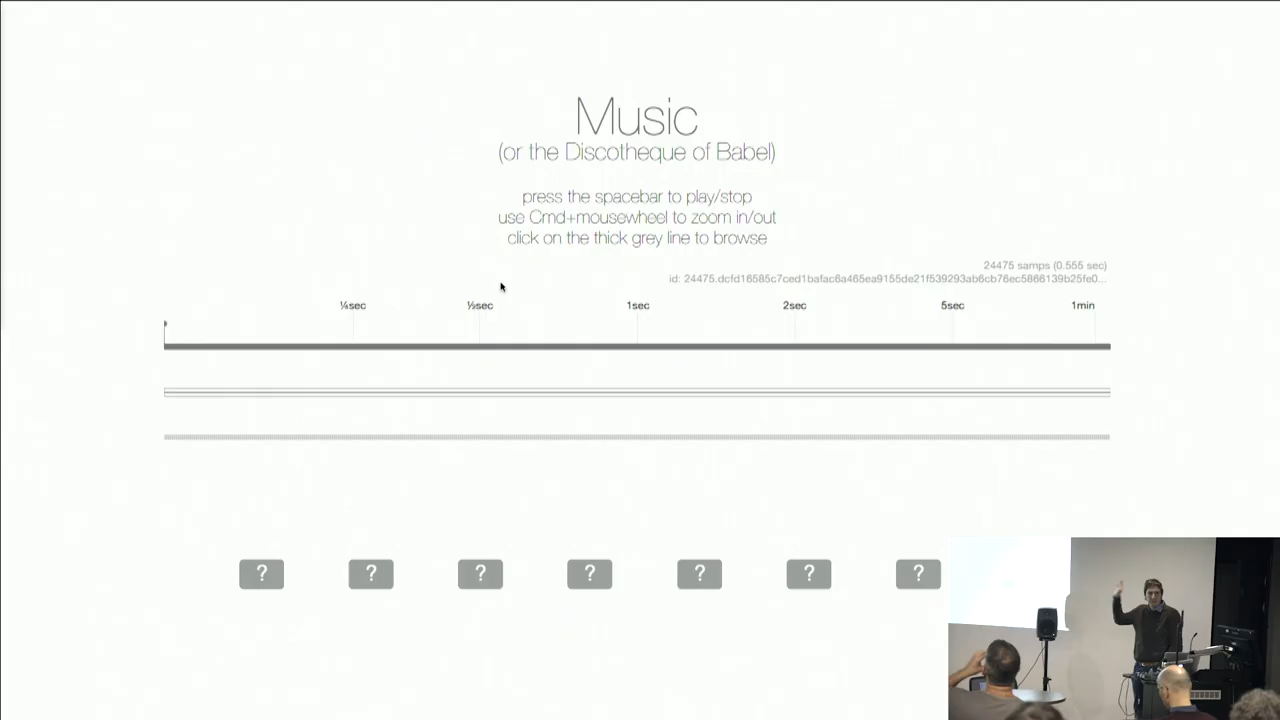 Music
(or the Discotheque of Babel)
press the spacebar to play/stop
use Cmd+mousewheel to zoom in/out
click on the thick grey line to browse
24475 samps (0.555 sec)
id: 24475.dcfd16585c7ced1bafac6a465ea9155de21f539293ab6cb76ec5866139b25fe0...
¼sec ½sec 1sec 2sec 5sec 1min
? ? ? ? ? ? ?